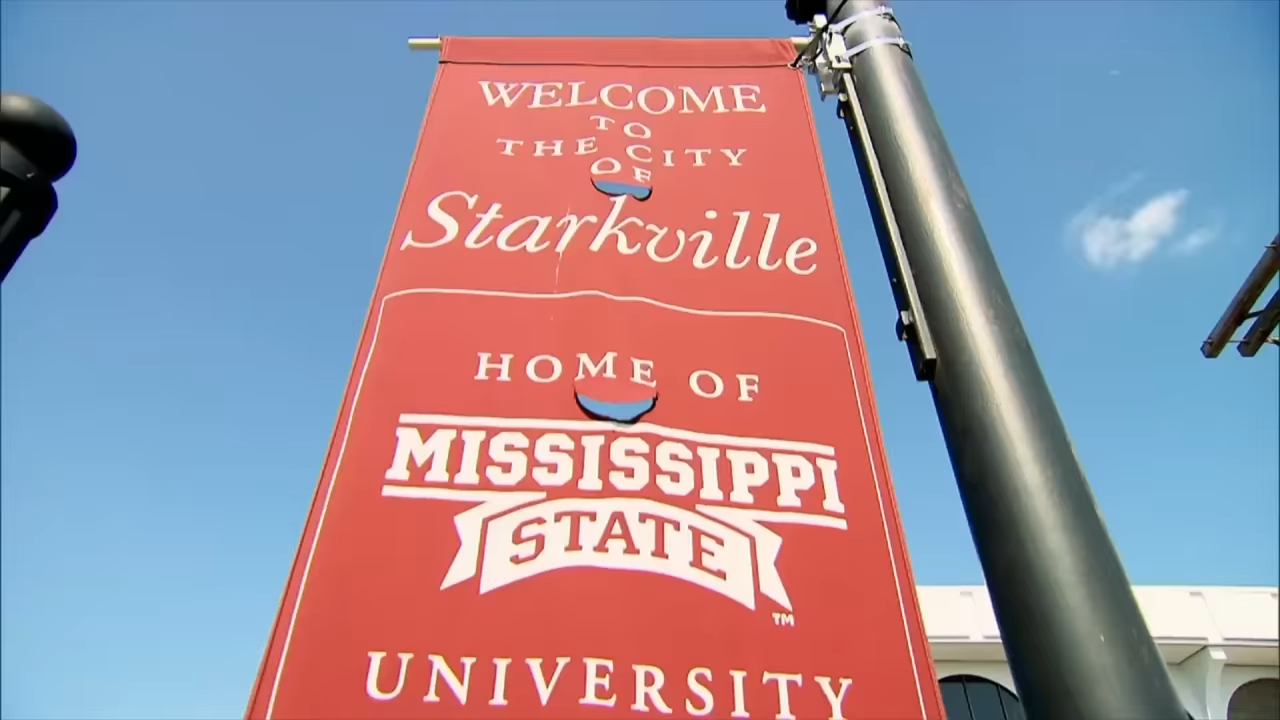 WELCOME
TO
THE CITY
OF
Starkville
HOME OF
MISSISSIPPI
STATE
TM
UNIVERSITY